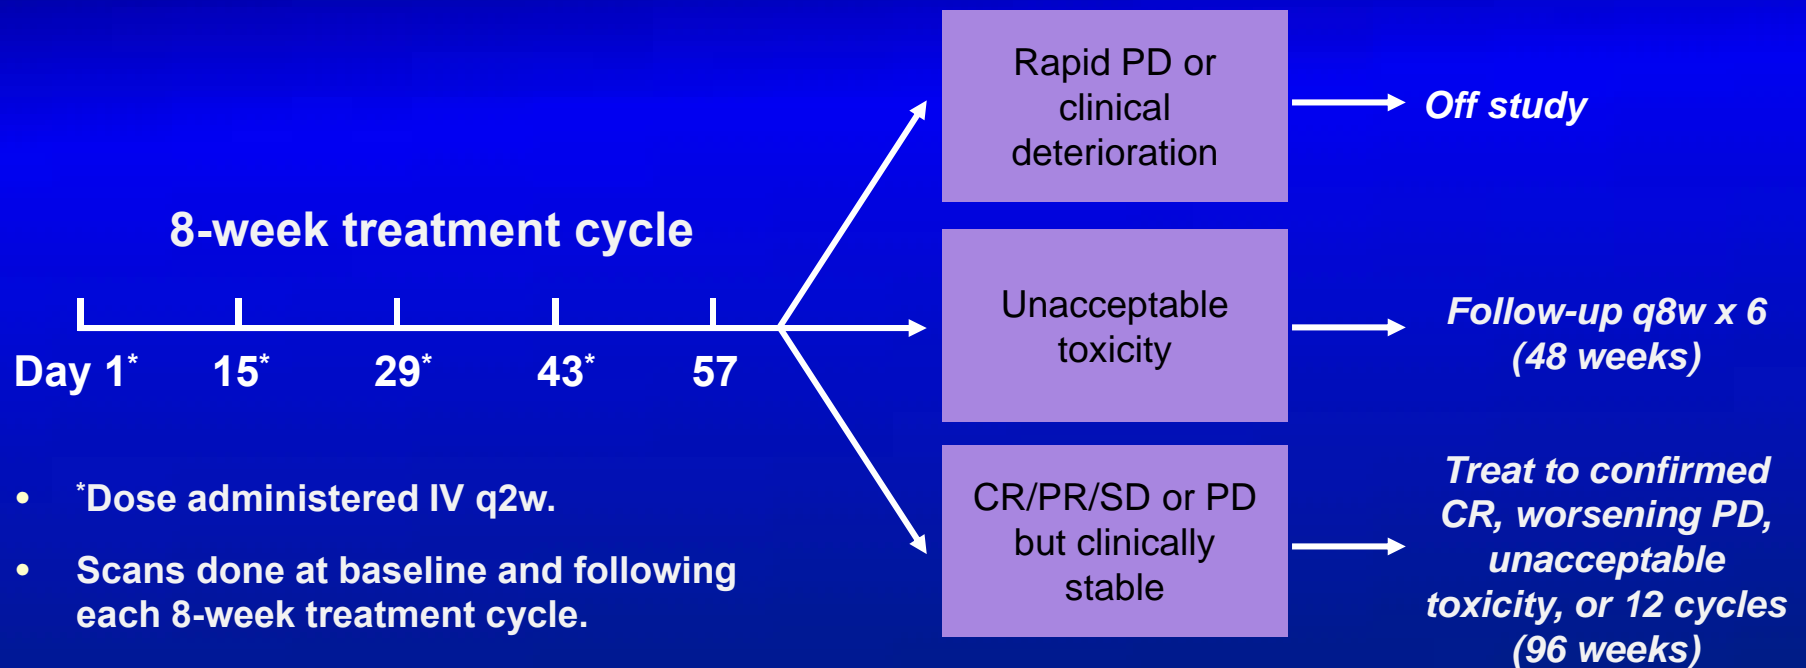 8-week treatment cycle
Day 1* 15* 29* 43* 57
• *Dose administered IV q2w.
• Scans done at baseline and following
each 8-week treatment cycle.
Rapid PD or
clinical
deterioration
Off study
Unacceptable
toxicity
Follow-up q8w x 6
(48 weeks)
CR/PR/SD or PD
but clinically
stable
Treat to confirmed
CR, worsening PD,
unacceptable
toxicity, or 12 cycles
(96 weeks)